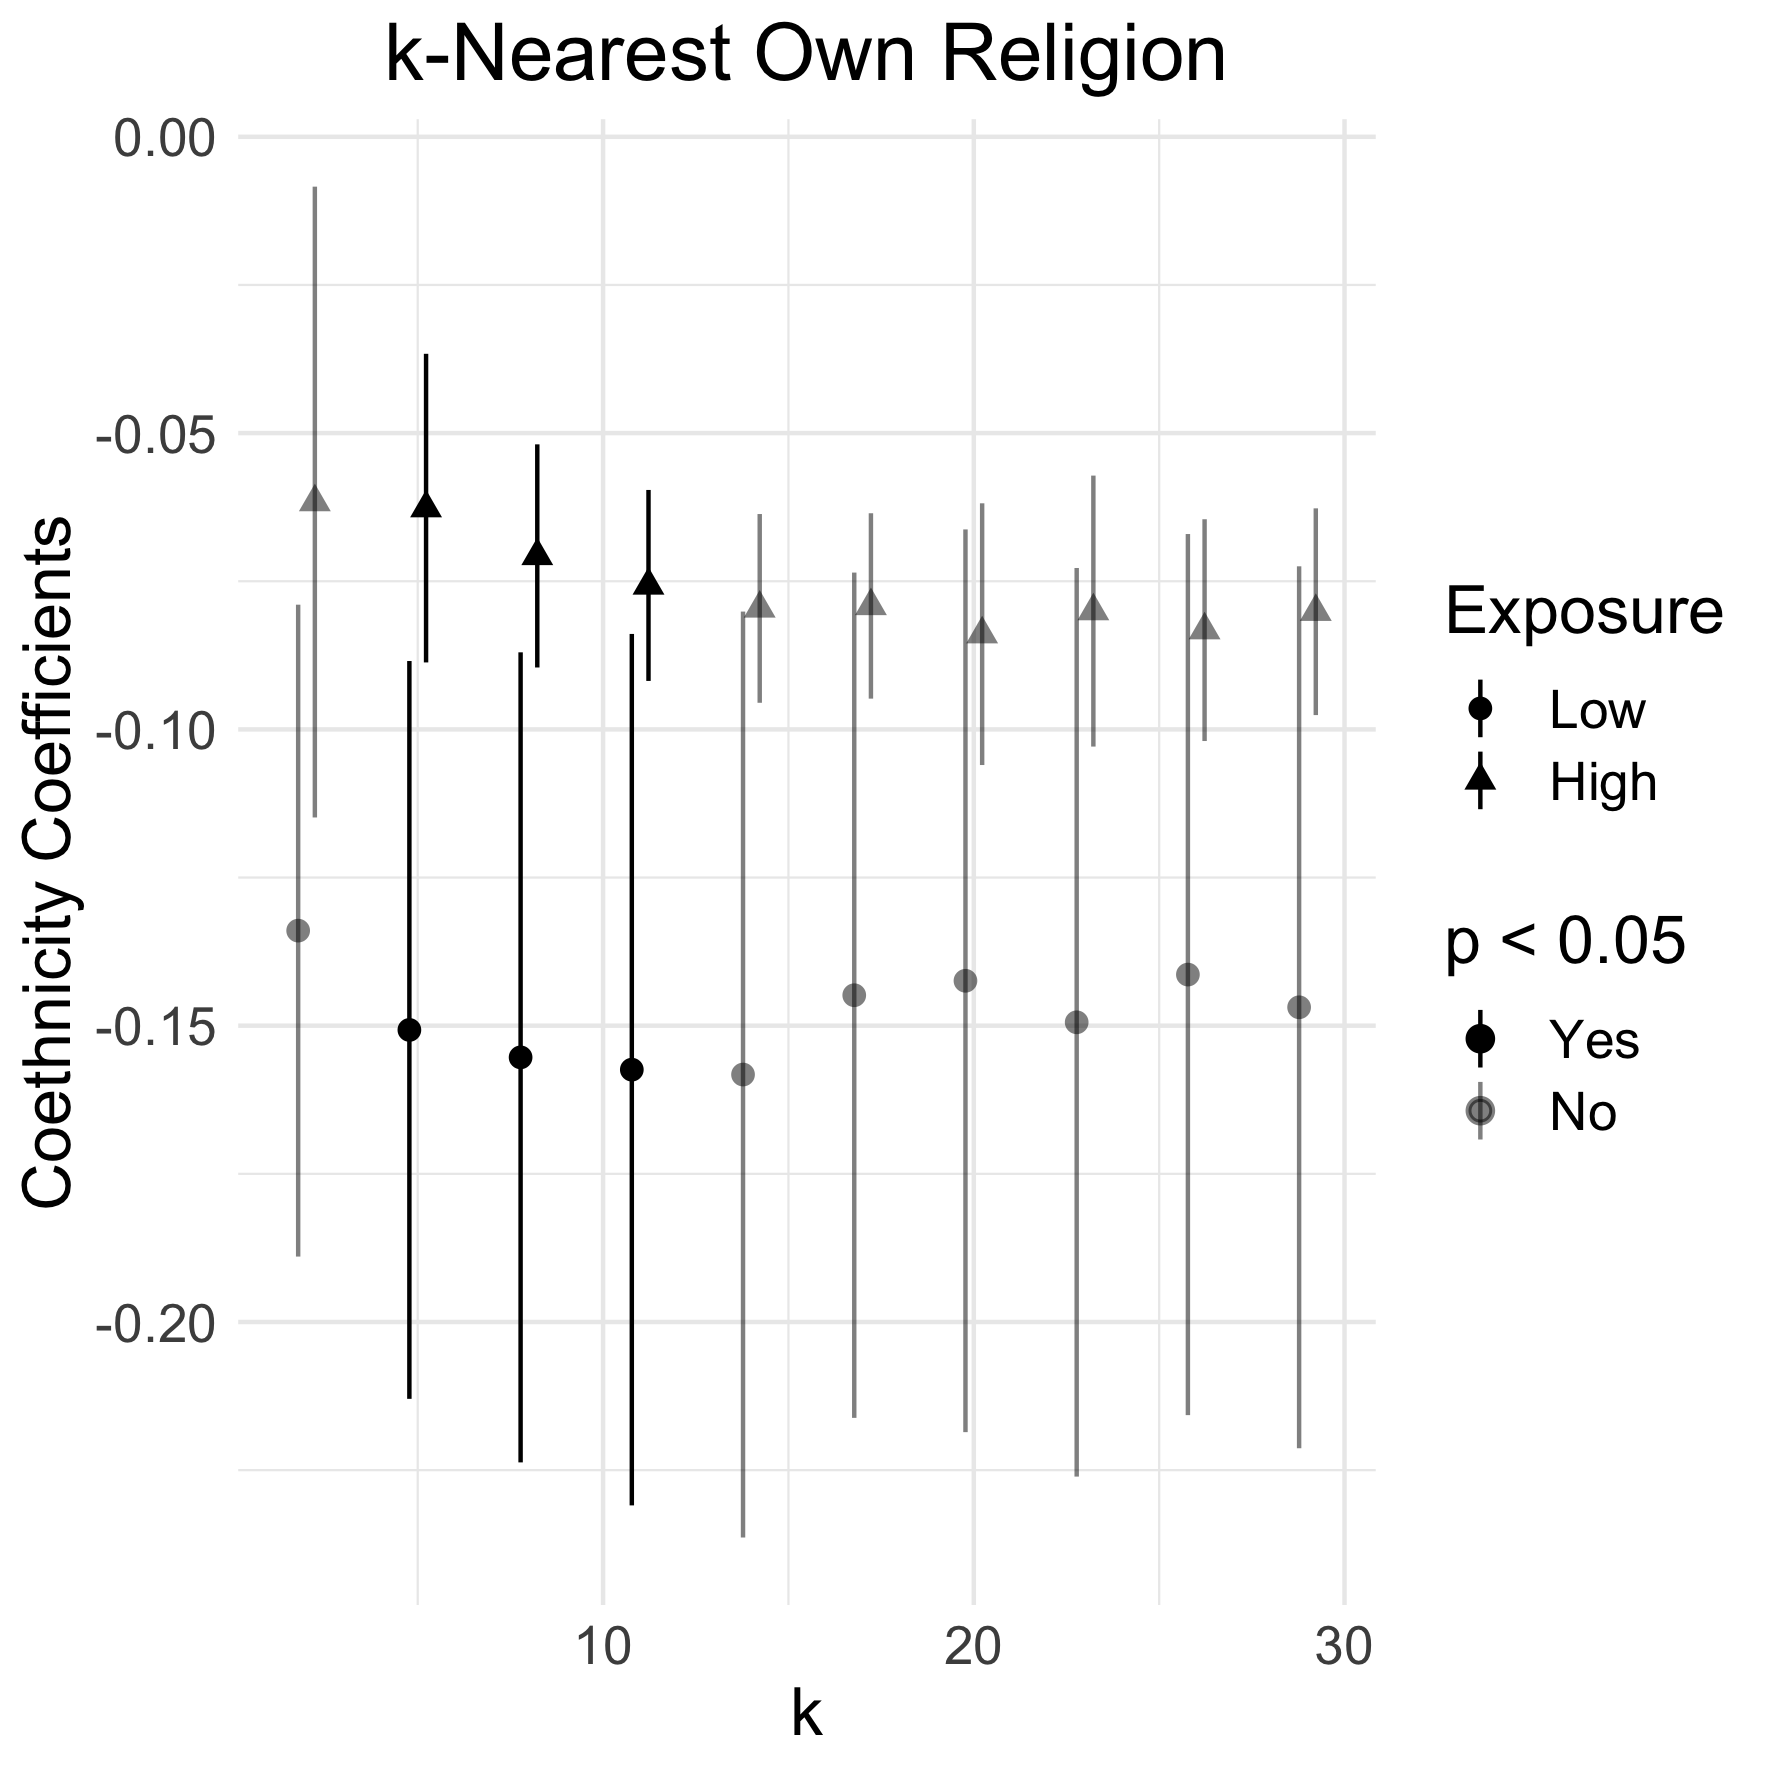 k-Nearest Own Religion
0.00
-0.05
-0.10
-0.15
-0.20
Coethnicity Coefficients
10
20
30
k
Exposure
Low
High
p < 0.05
Yes
No